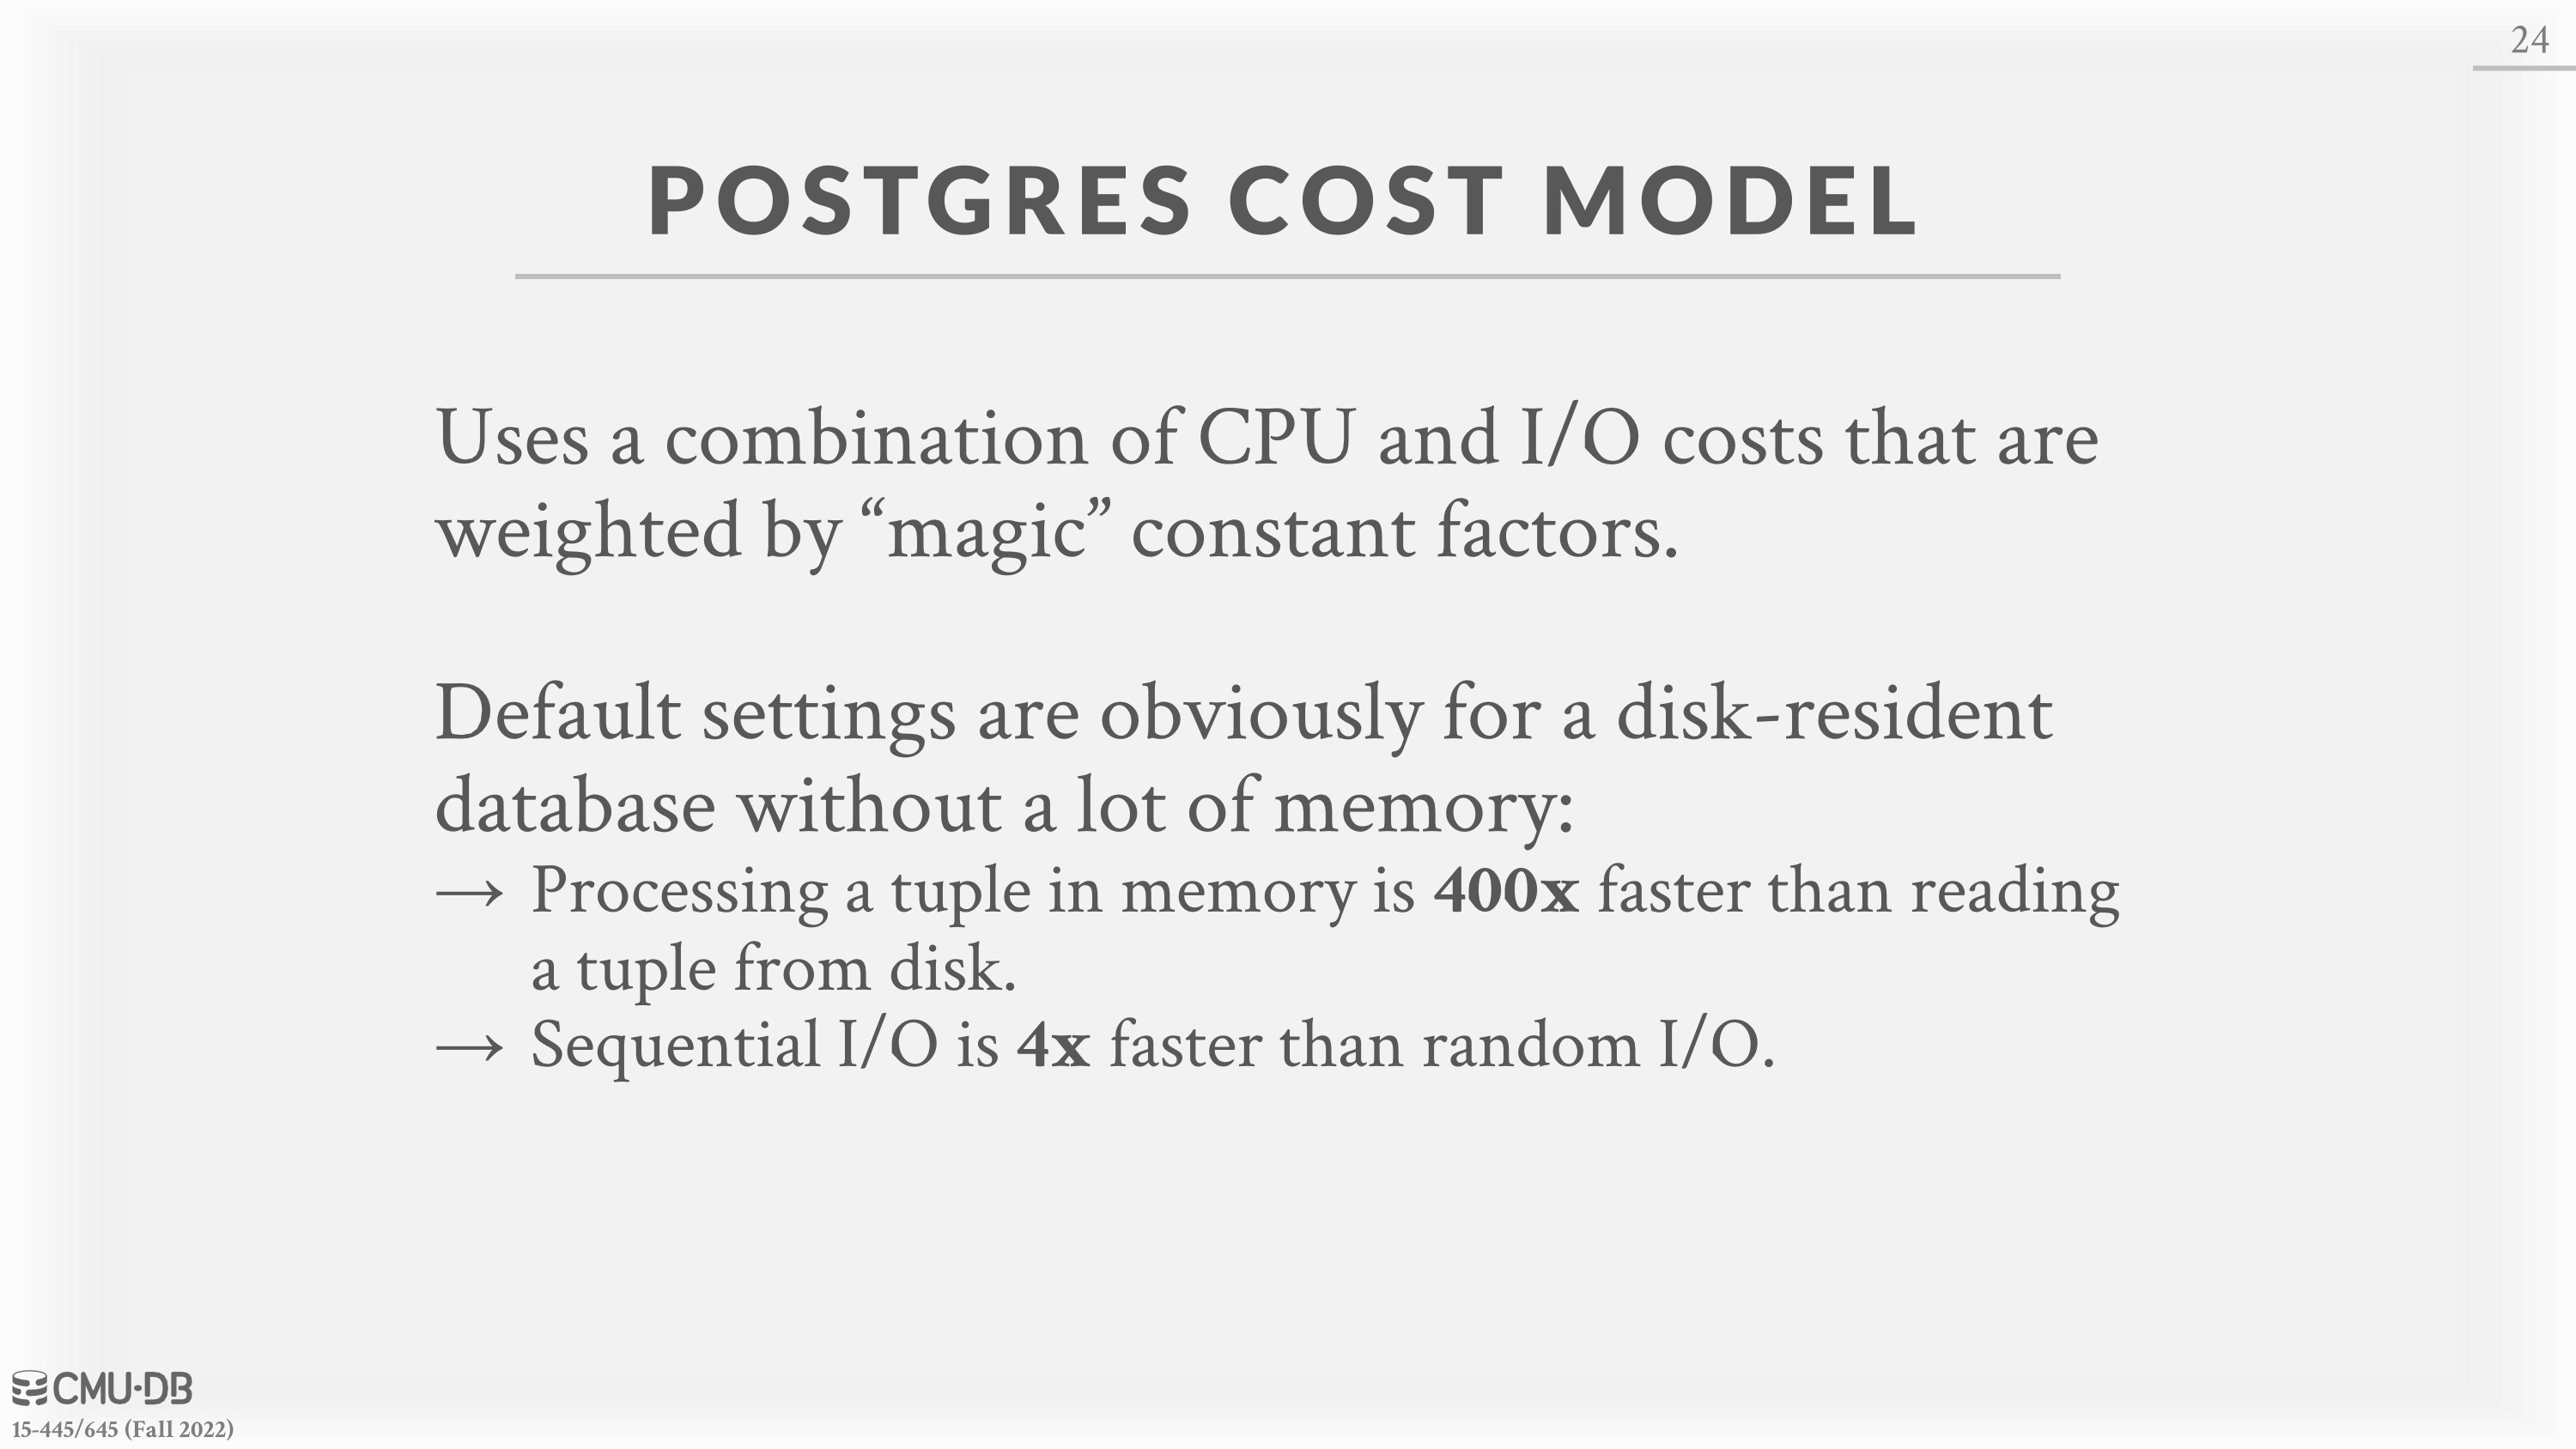 24
POSTGRES COST MODEL
Uses a combination of CPU and I/O costs that are
weighted by “magic” constant factors.
Default settings are obviously for a disk-resident
database without a lot of memory:
→ Processing a tuple in memory is 400x faster than reading
a tuple from disk.
→ Sequential I/O is 4x faster than random I/O.
CMU·DB
15-445/645 (Fall 2022)